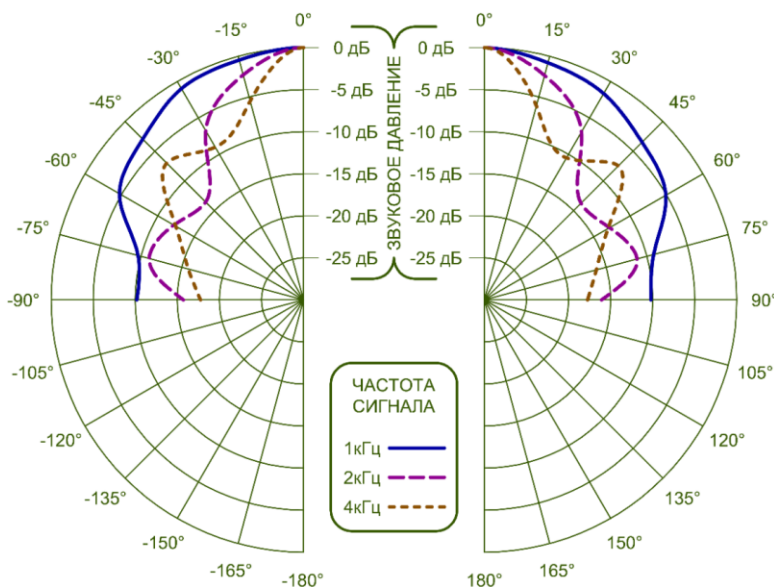 0°
-15°
-30°
-45°
-60°
-75°
-90°
-105°
-120°
-135°
-150°
-165°
-180°
0 дБ
-5 дБ
-10 дБ
-15 дБ
-20 дБ
-25 дБ
ЗВУКОВОЕ ДАВЛЕНИЕ
0 дБ
-5 дБ
-10 дБ
-15 дБ
-20 дБ
-25 дБ
0°
15°
30°
45°
60°
75°
90°
105°
120°
135°
150°
165°
180°
ЧАСТОТА
СИГНАЛА
1кГц
2кГц
4кГц